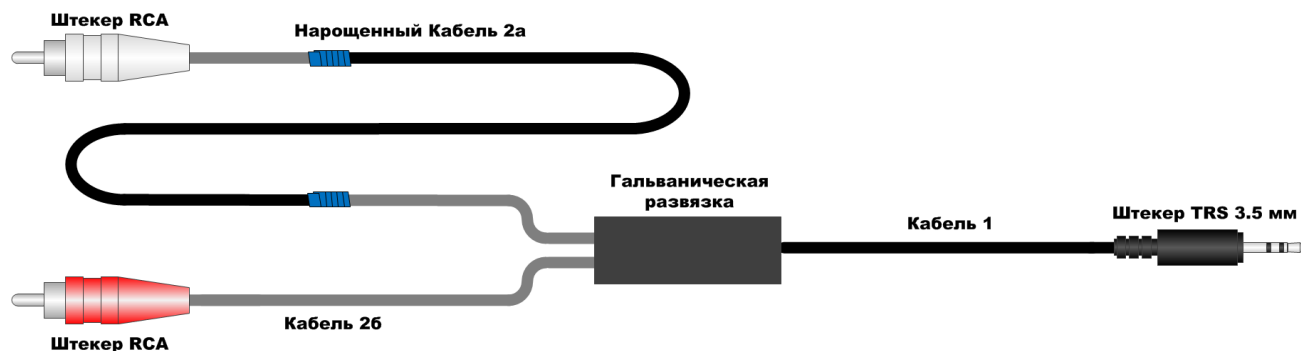 Штекер RCA
Нарощенный Кабель 2а
Гальваническая
развязка
Кабель 1
Штекер TRS 3.5 мм
Кабель 2б
Штекер RCA